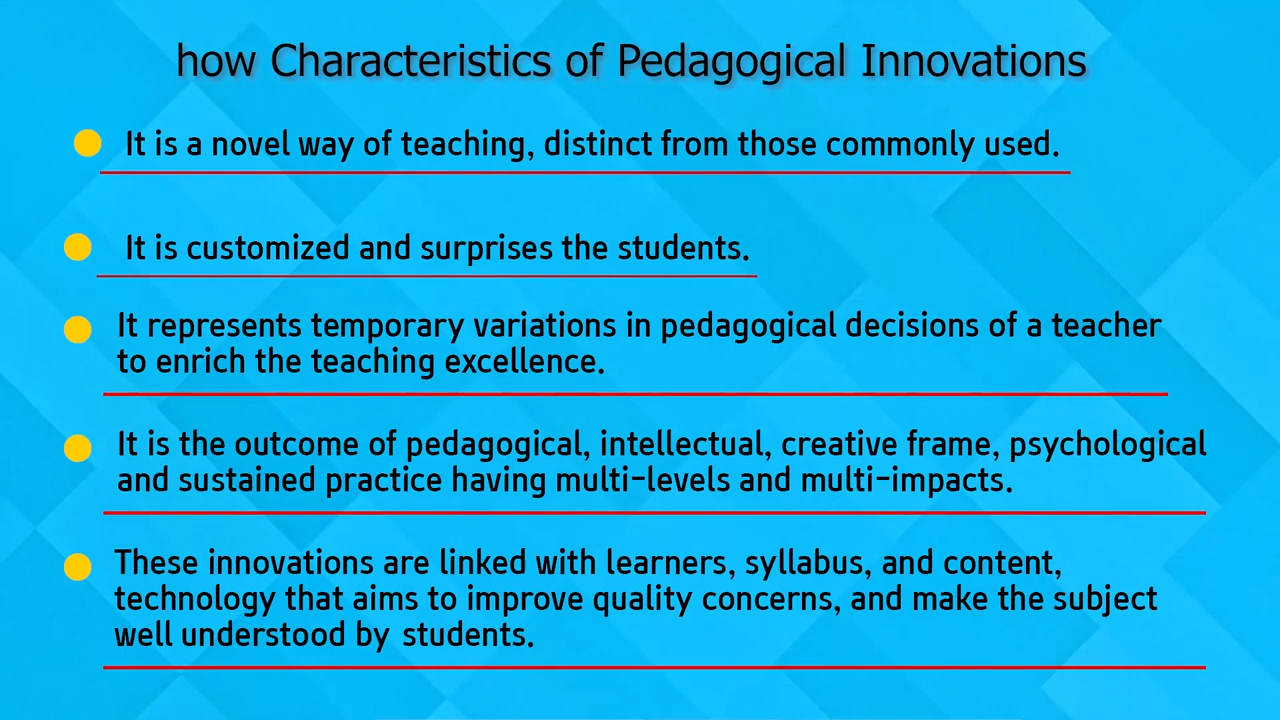 how Characteristics of Pedagogical Innovations
It is a novel way of teaching, distinct from those commonly used.
It is customized and surprises the students.
It represents temporary variations in pedagogical decisions of a teacher
to enrich the teaching excellence.
It is the outcome of pedagogical, intellectual, creative frame, psychological
and sustained practice having multi-levels and multi-impacts.
These innovations are linked with learners, syllabus, and content,
technology that aims to improve quality concerns, and make the subject
well understood by students.